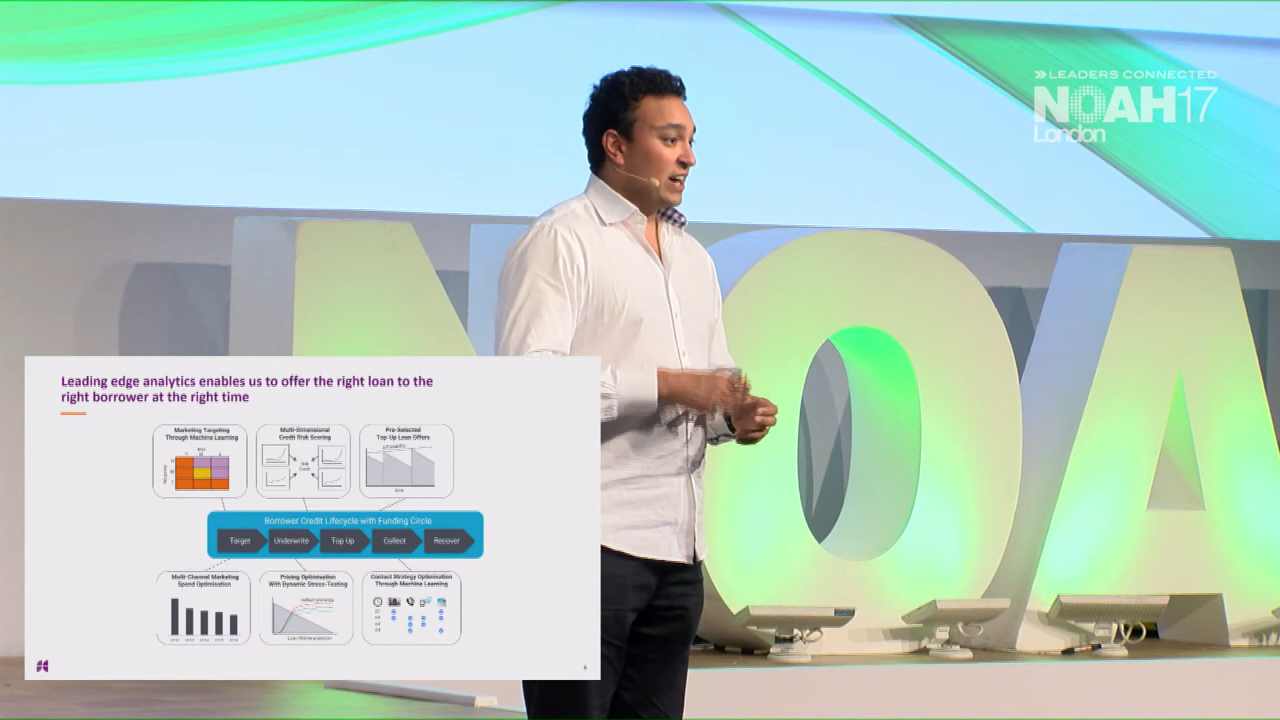 LEADERS CONNECTED
NOAH17
London
NOA
Leading edge analytics enables us to offer the right loan to the
right borrower at the right time
Marketing Targeting
Through Machine Learning
Multi-Dimensional
Credit Risk Scoring
Pre-Selected
Top Up Loan Offers
Borrower Credit Lifecycle with Funding Circle
Target
Underwrite
Top Up
Collect
Recover
Multi Channel Marketing
Spend Optimisation
Pricing Optimisation
With Dynamic Stress-Testing
Contact Strategy Optimisation
Through Machine Learning